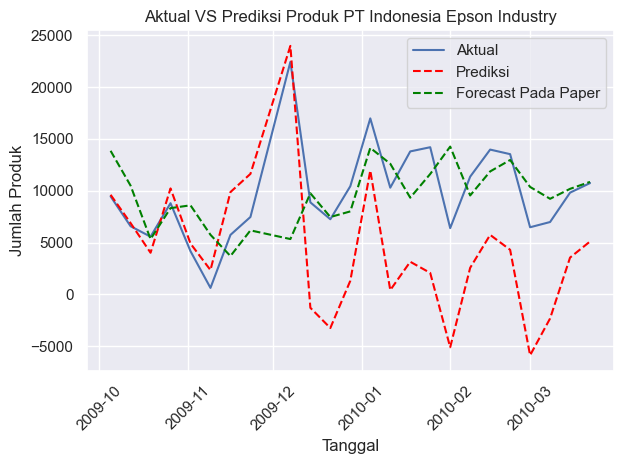 Aktual VS Prediksi Produk PT Indonesia Epson Industry
Aktual
Prediksi
Forecast Pada Paper
Jumlah Produk
25000
20000
15000
10000
5000
0
−5000
2009-10
2009-11
2009-12
2010-01
2010-02
2010-03
Tanggal